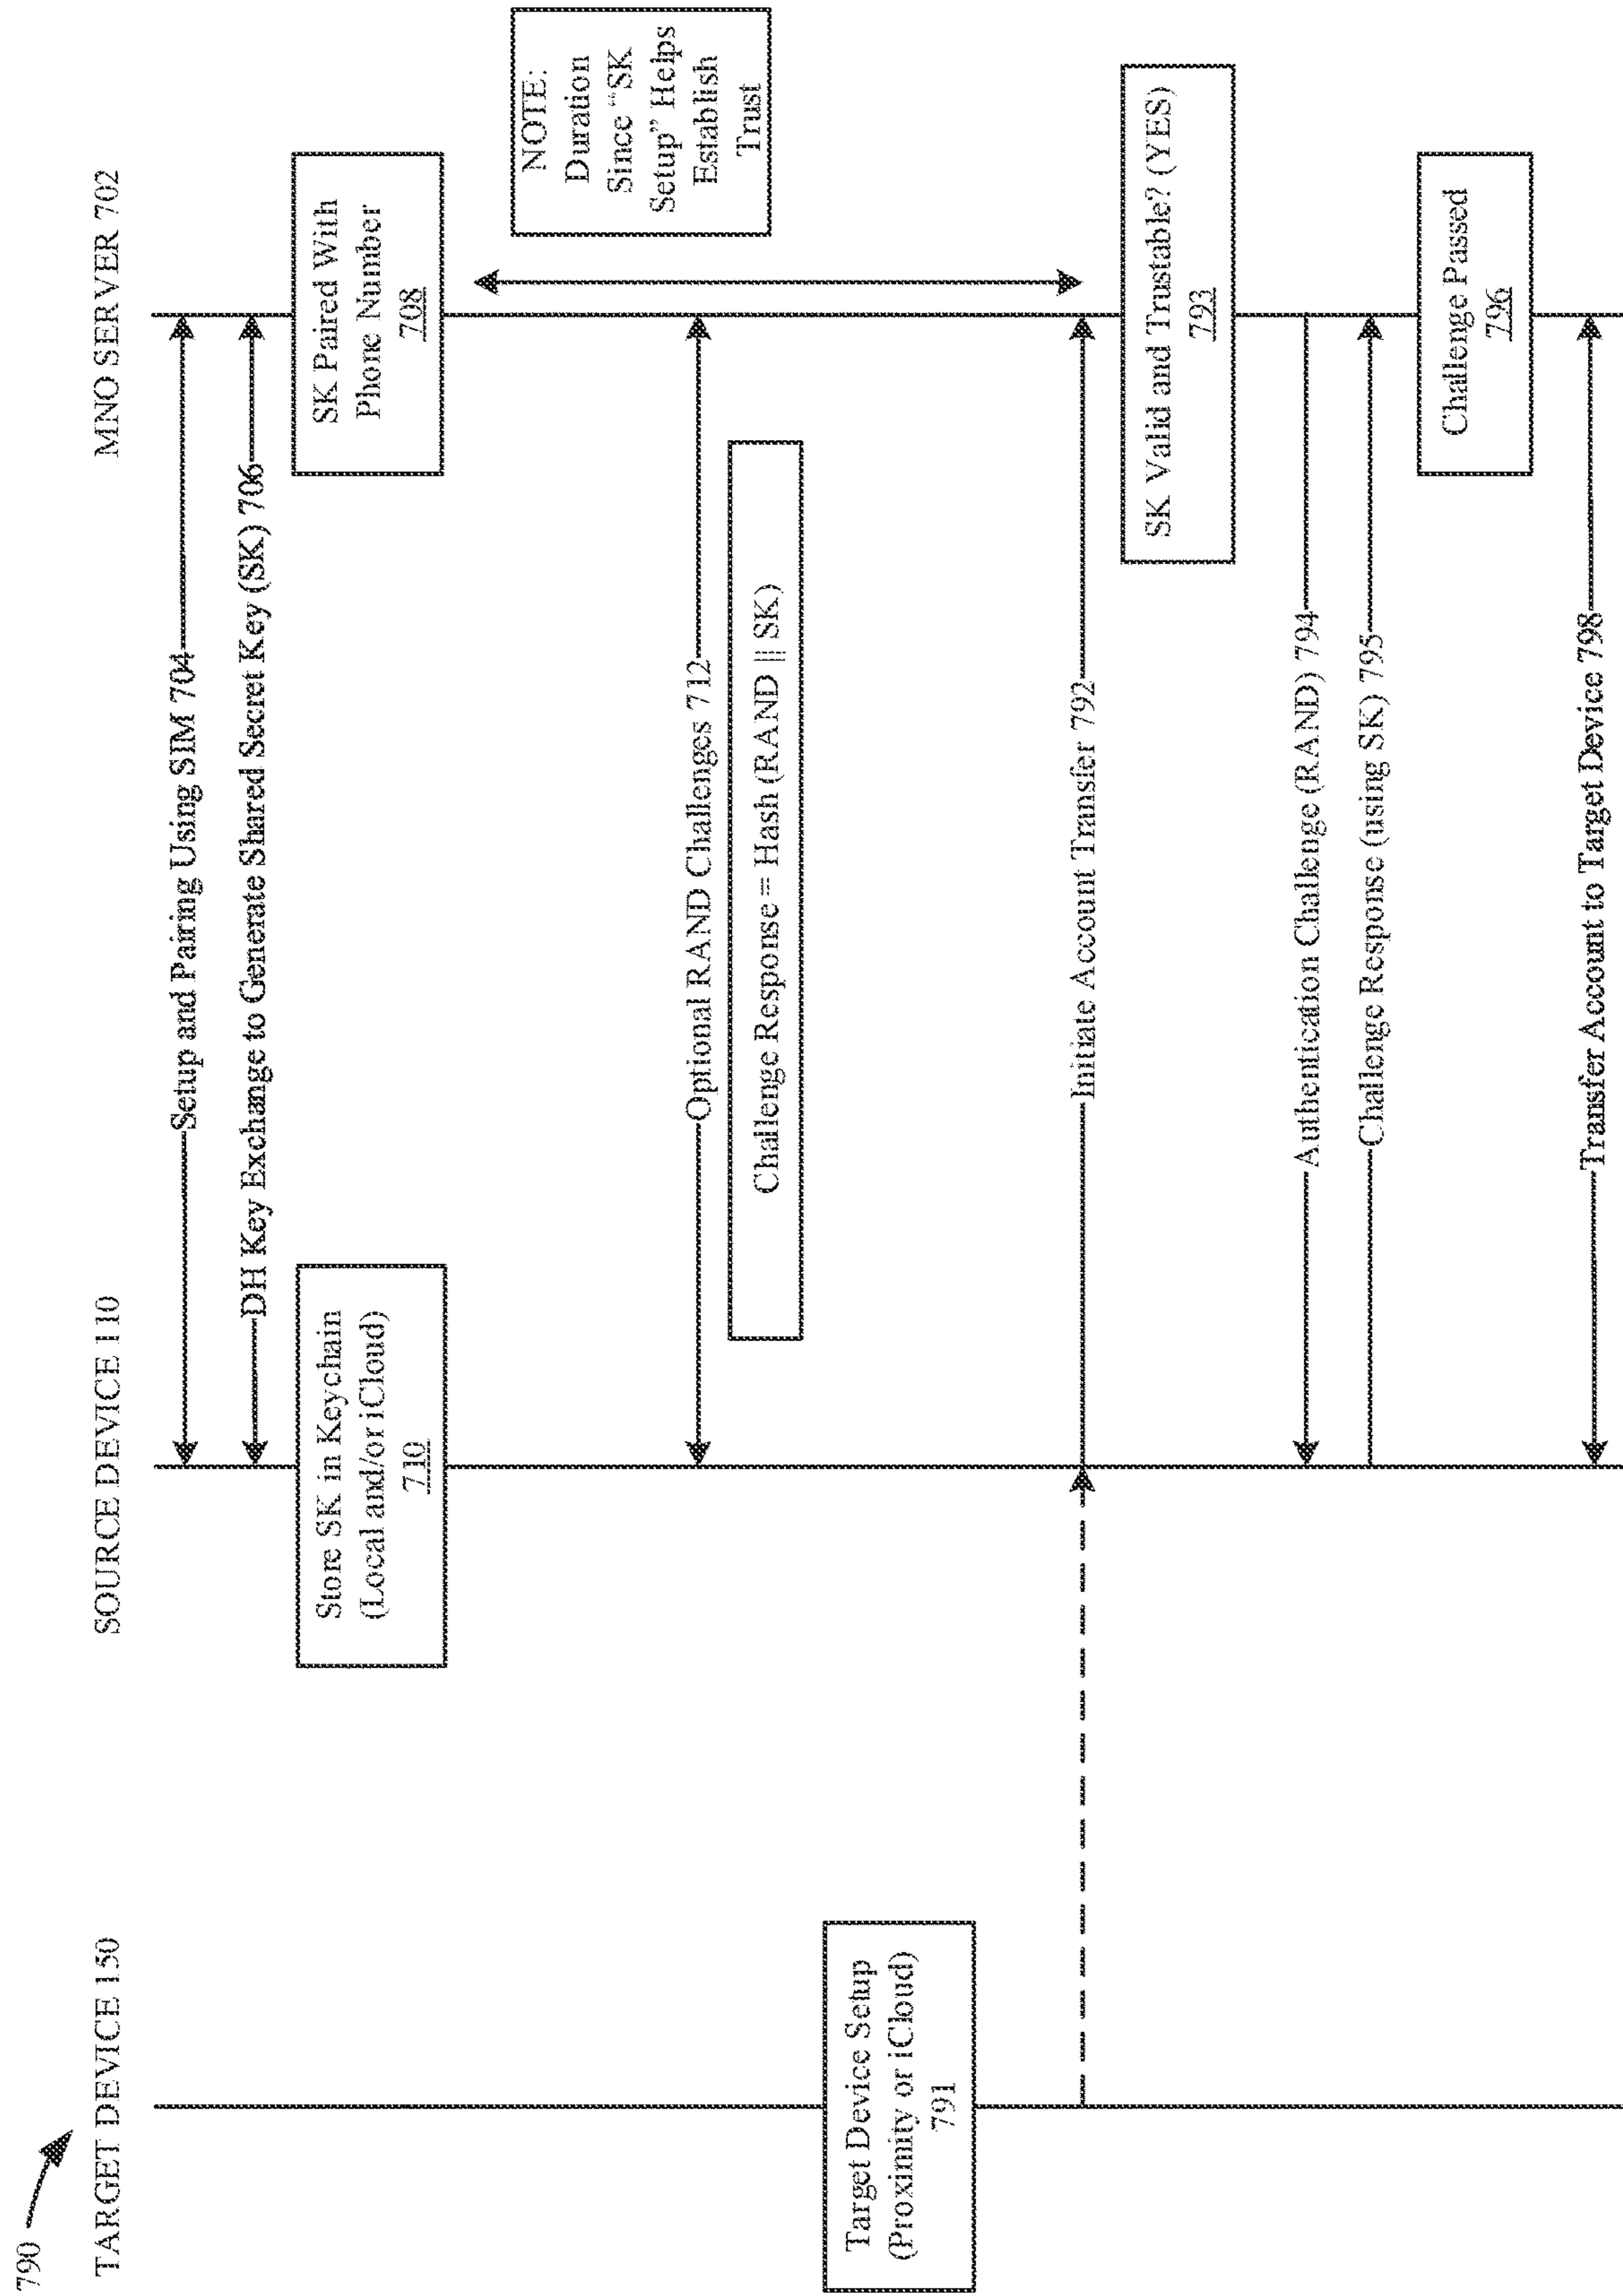 790
TARGET DEVICE 150
SOURCE DEVICE 110
MNO SERVER 702
Setup and Pairing Using SIM 704
DH Key Exchange to Generate Shared Secret Key (SK) 706
Store SK in Keychain
(Local and/or iCloud)
710
SK Paired With
Phone Number
708
NOTE:
Duration
Since "SK
Setup" Helps
Establish
Trust
Optional RAND Challenges 712
Challenge Response = Hash (RAND || SK)
Target Device Setup
(Proximity or iCloud)
791
Initiate Account Transfer 792
SK Valid and Trustable? (YES)
793
Authentication Challenge (RAND) 794
Challenge Response (using SK) 795
Challenge Passed
796
Transfer Account to Target Device 798